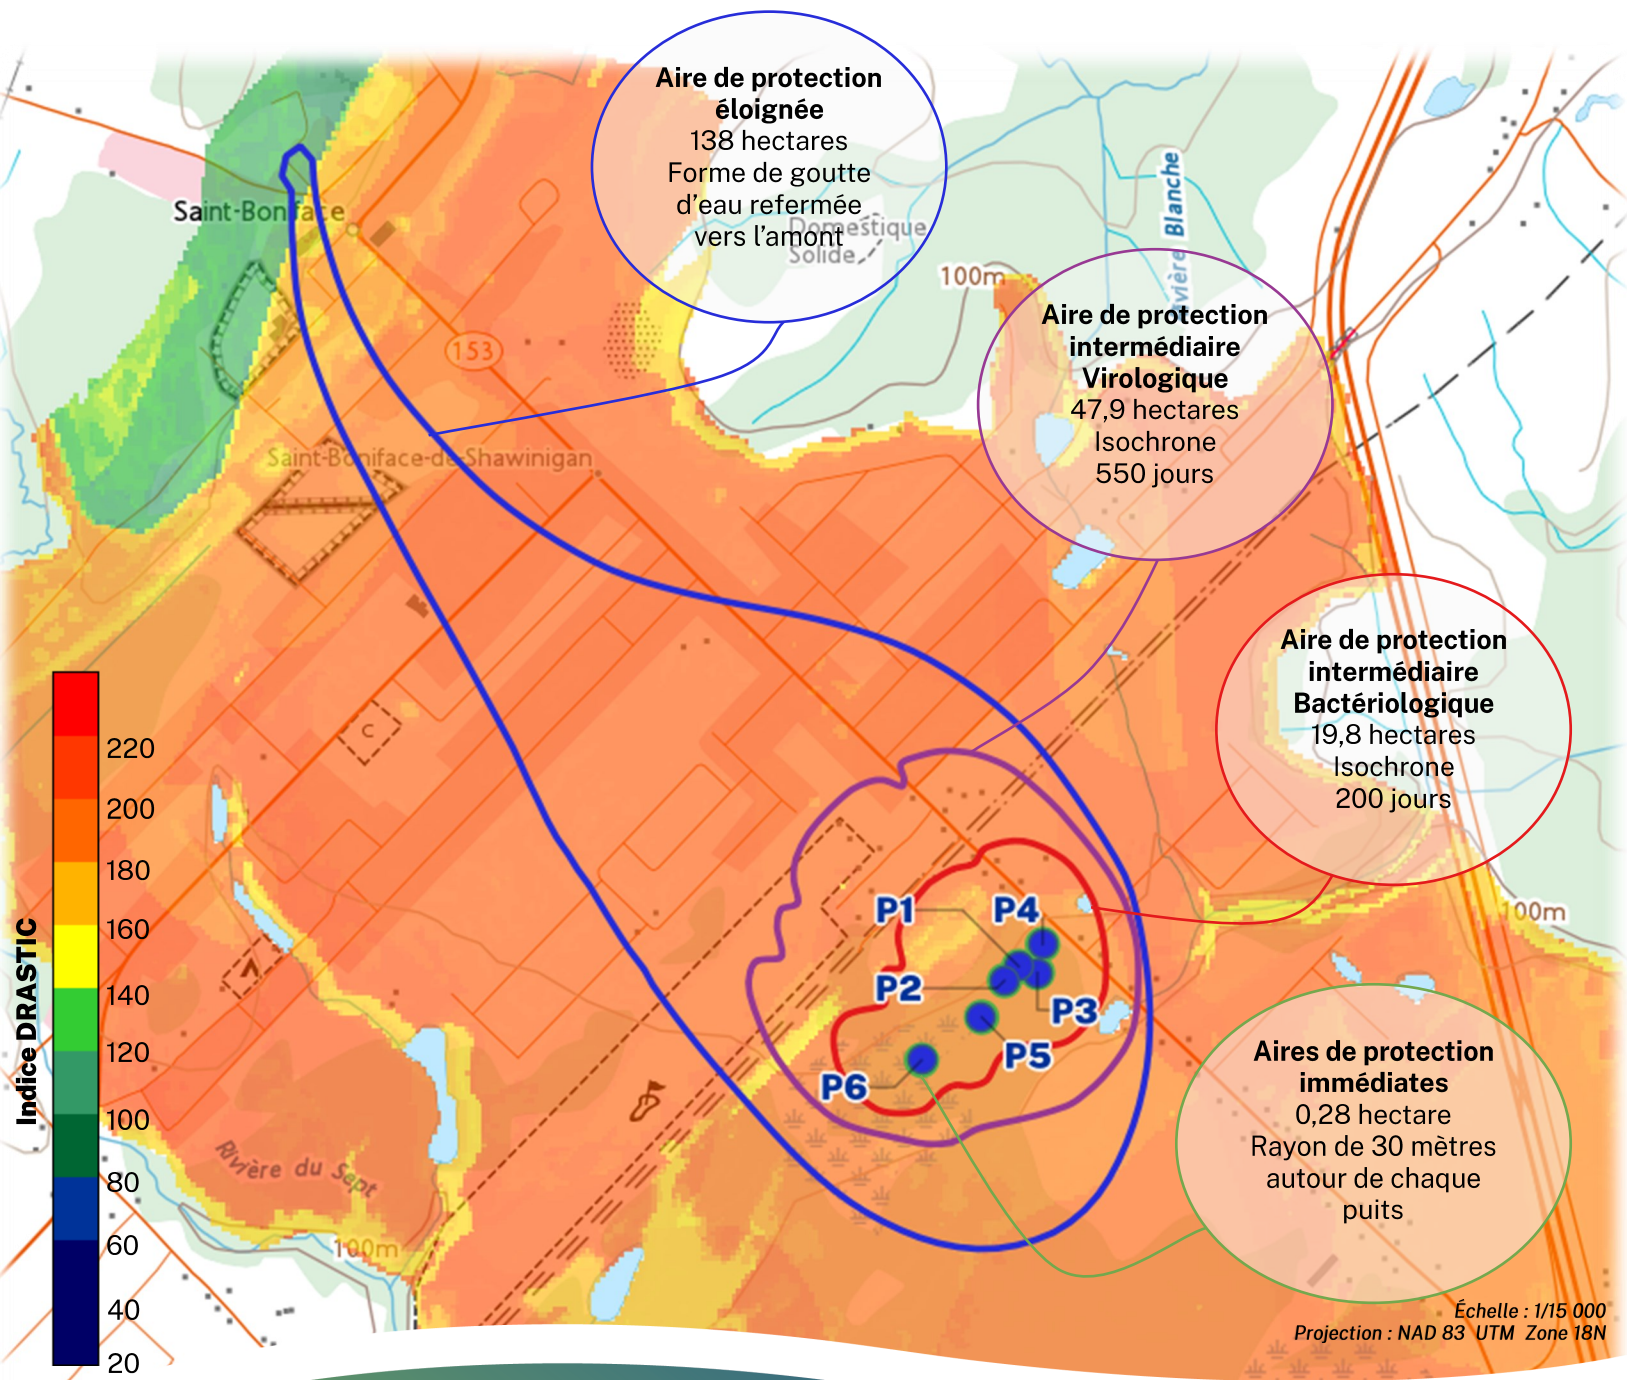 Aire de protection
éloignée
138 hectares
Forme de goutte
d’eau refermée
vers l’amont
Domestique
Solide
Saint-Boniface
153
Saint-Boniface-de-Shawinigan
100m
Rivière Blanche
Aire de protection
intermédiaire
Virologique
47,9 hectares
Isochrone
550 jours
Aire de protection
intermédiaire
Bactériologique
19,8 hectares
Isochrone
200 jours
C
Indice DRASTIC
220
200
180
160
140
120
100
80
60
40
20
P1
P4
P2
P3
P5
P6
100m
Aires de protection
immédiates
0,28 hectare
Rayon de 30 mètres
autour de chaque
puits
Rivière du Sept
100m
Échelle : 1/15 000
Projection : NAD 83 UTM Zone 18N